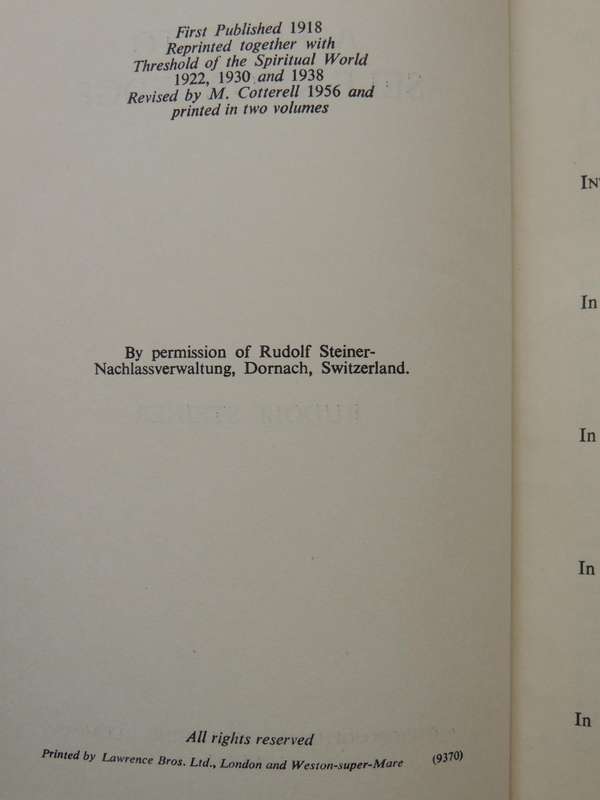 First Published 1918
Reprinted together with
Threshold of the Spiritual World
1922, 1930 and 1938
Revised by M. Cotterell 1956 and
printed in two volumes
By permission of Rudolf Steiner-
Nachlassverwaltung, Dornach, Switzerland.
All rights reserved
Printed by Lawrence Bros. Ltd., London and Weston-super-Mare (9370)
In
In
In
In